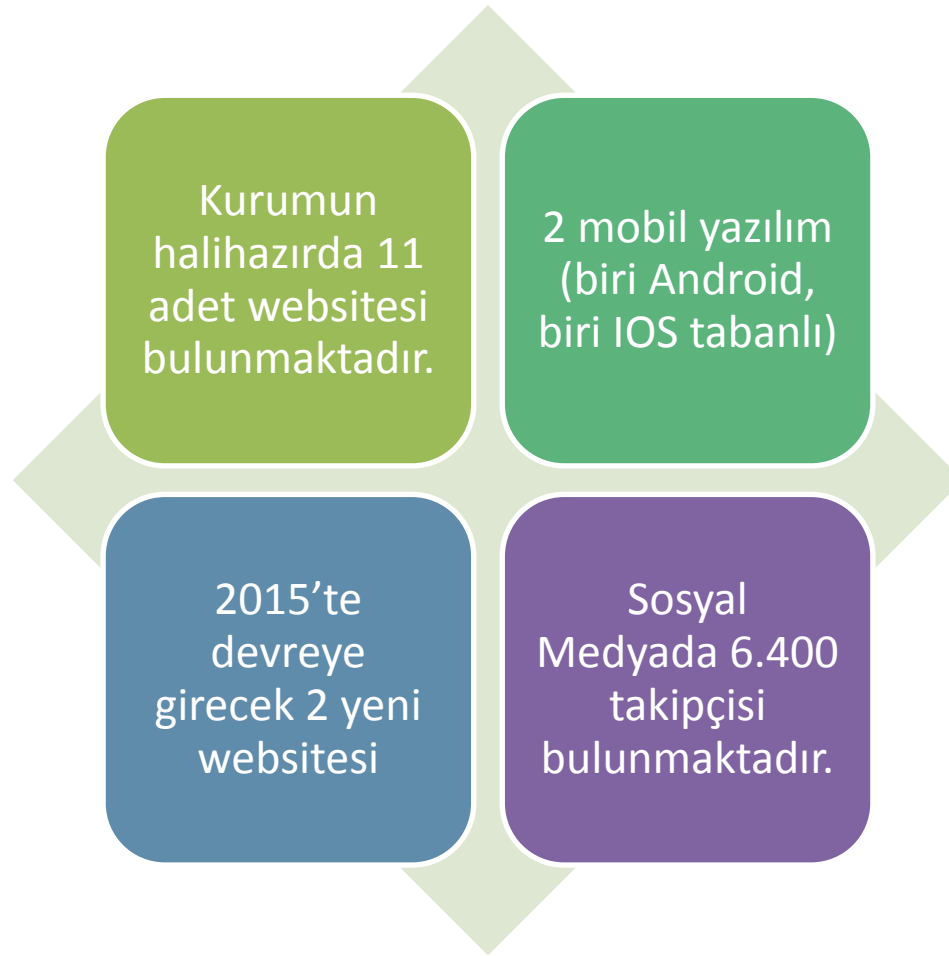 Kurumun
halihazırda 11
adet websitesi
bulunmaktadır.
2 mobil yazılım
(biri Android,
biri IOS tabanlı)
2015’te
devreye
girecek 2 yeni
websitesi
Sosyal
Medyada 6.400
takipçisi
bulunmaktadır.